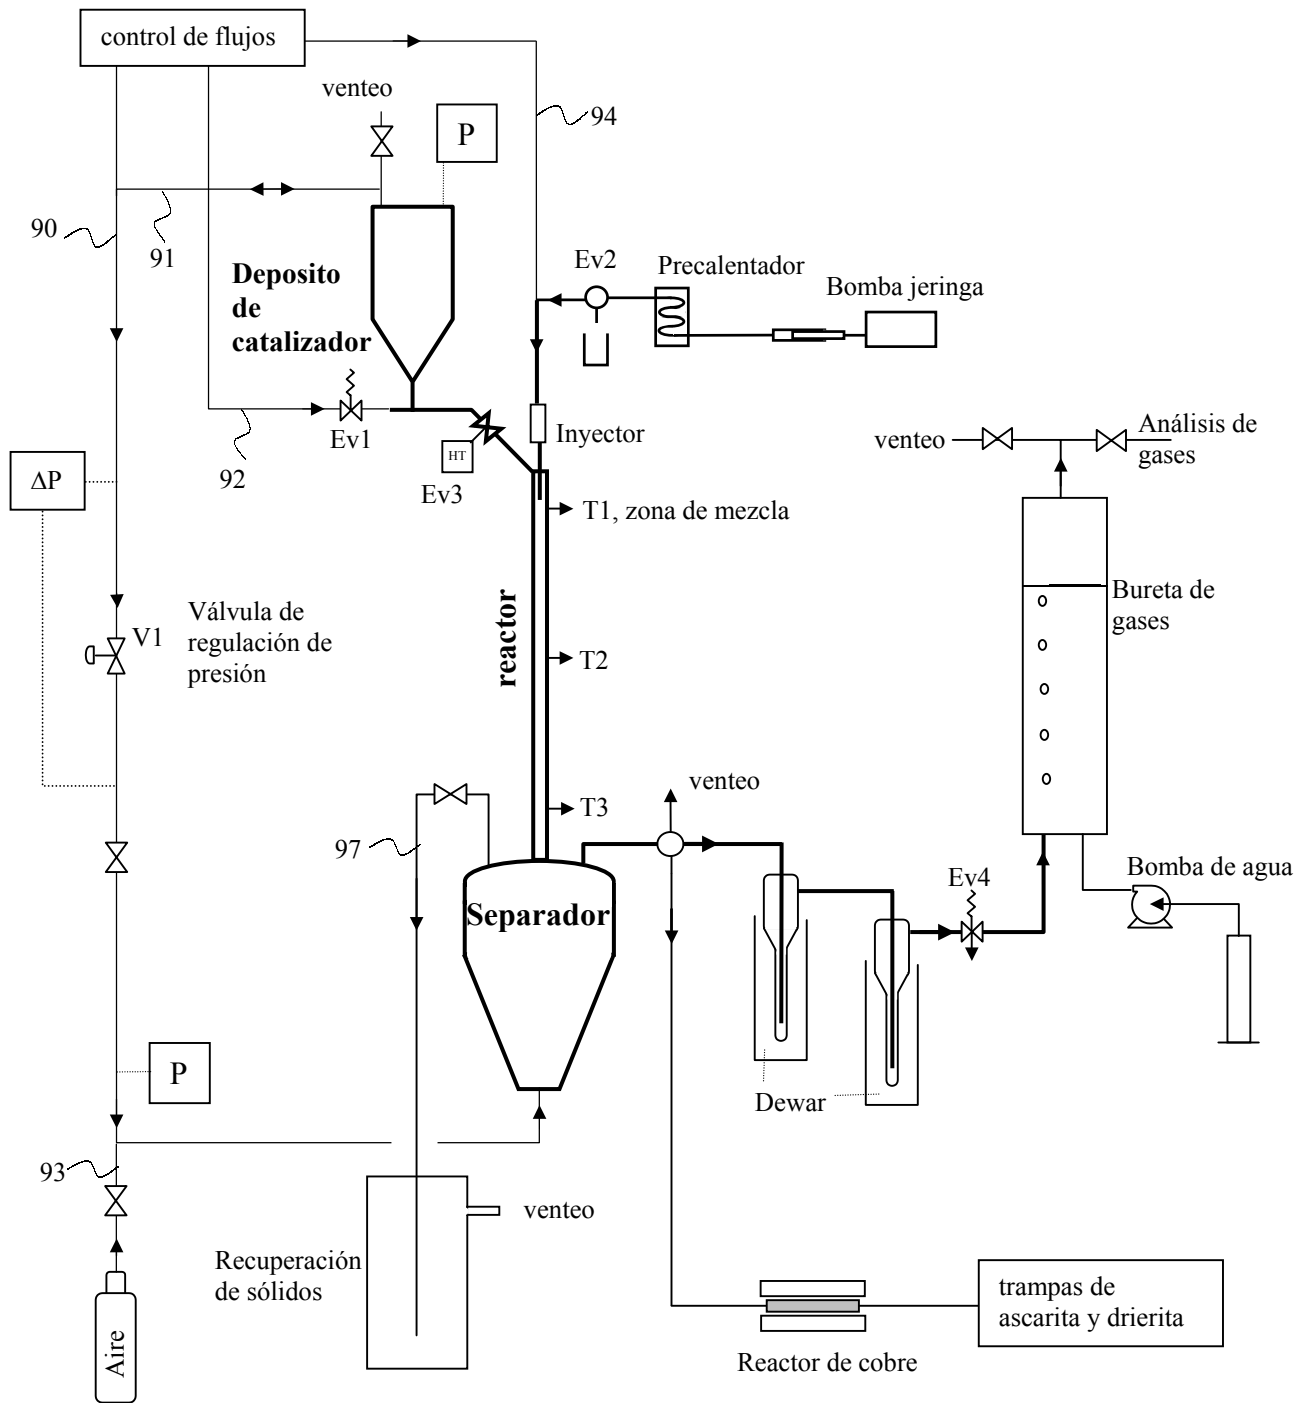 control de flujos
venteo
P
94
90
91
Deposito
de
catalizador
Ev2
Precalentador
Bomba jeringa
Ev1
Inyector
92
HT
Ev3
ΔP
T1, zona de mezcla
venteo
Análisis de
gases
Bureta de
gases
V1
Válvula de
regulación de
presión
reactor
T2
T3
venteo
97
Separador
Ev4
Bomba de agua
P
Dewar
93
venteo
Recuperación
de sólidos
Aire
trampas de
ascarita y drierita
Reactor de cobre